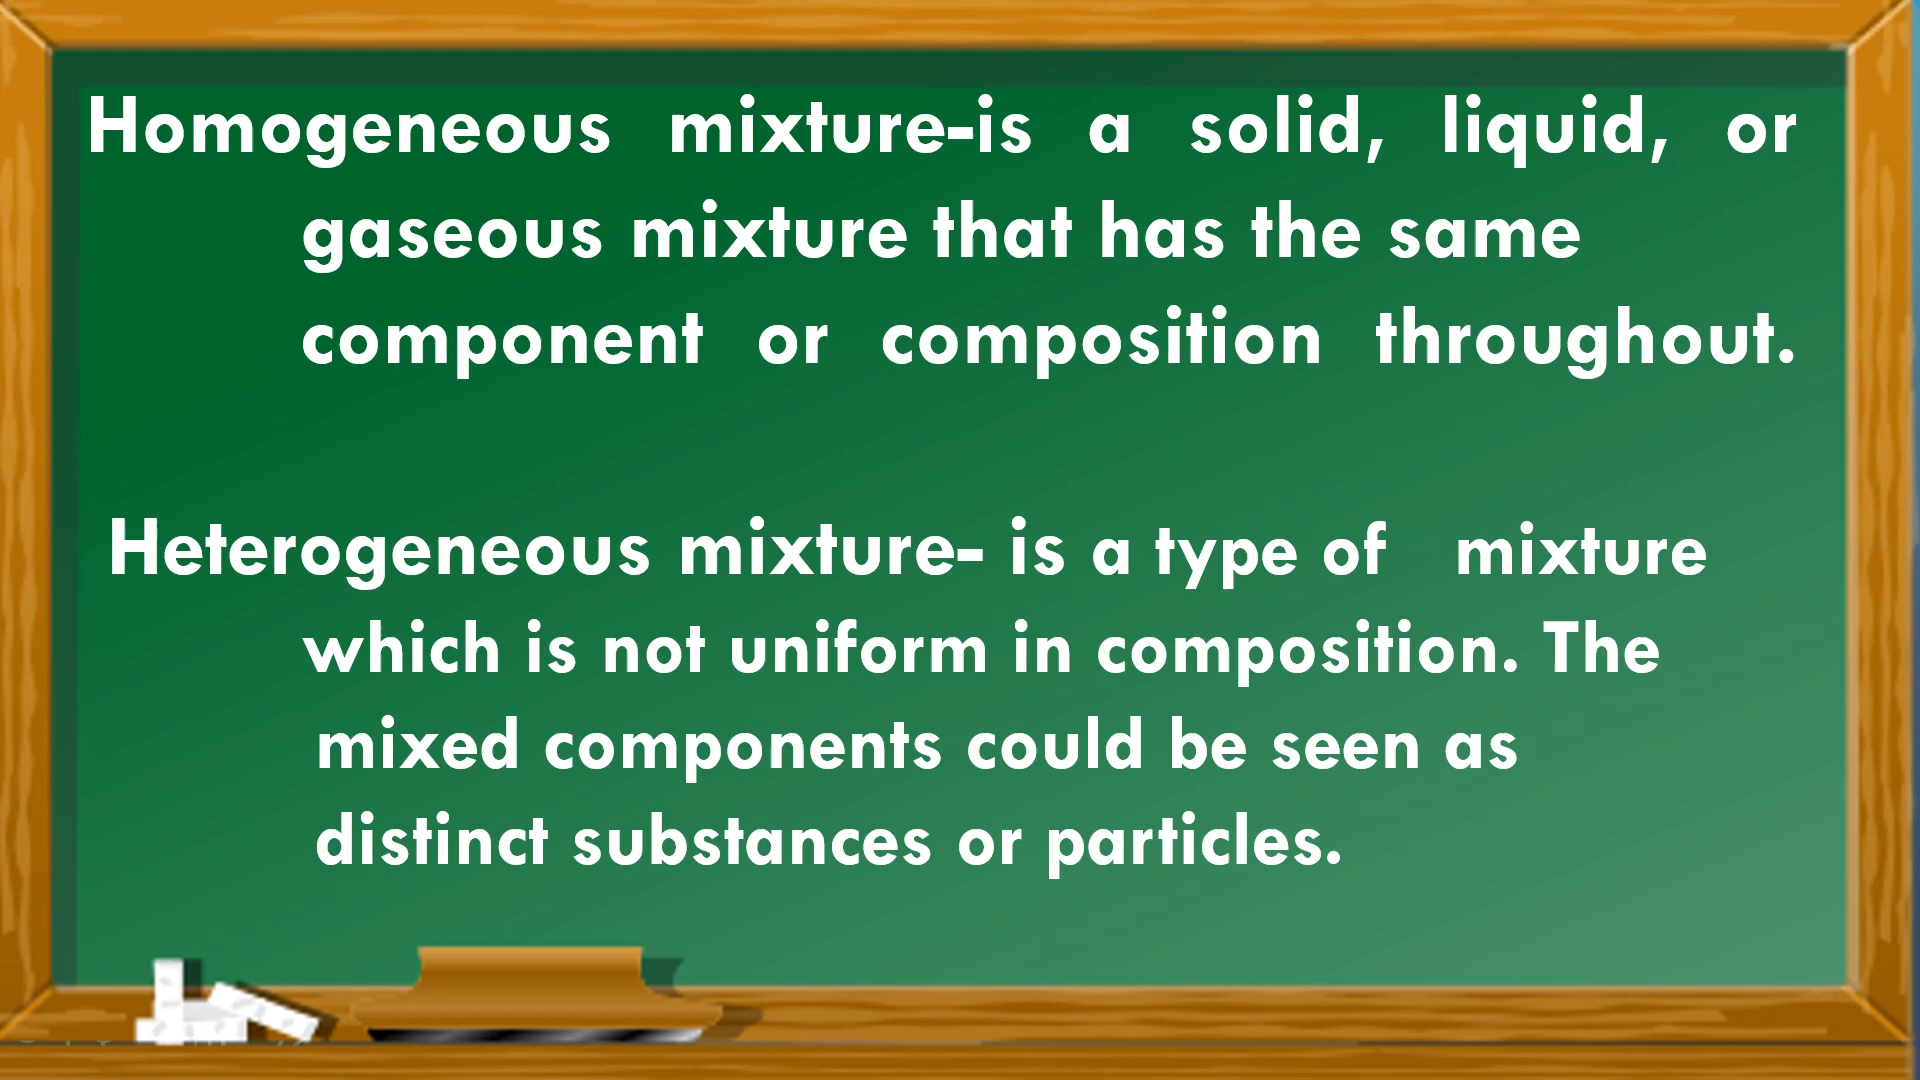 Homogeneous mixture-is a solid, liquid, or
gaseous mixture that has the same
component or composition throughout.
Heterogeneous mixture- is a type of mixture
which is not uniform in composition. The
mixed components could be seen as
distinct substances or particles.